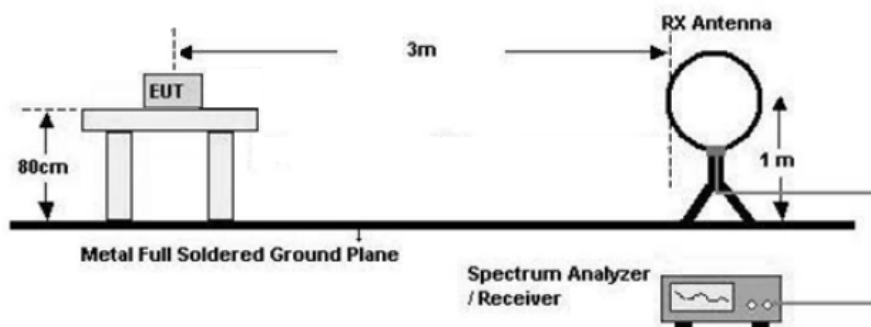 RX Antenna
3m
EUT
80cm
1 m
Metal Full Soldered Ground Plane
Spectrum Analyzer
/ Receiver